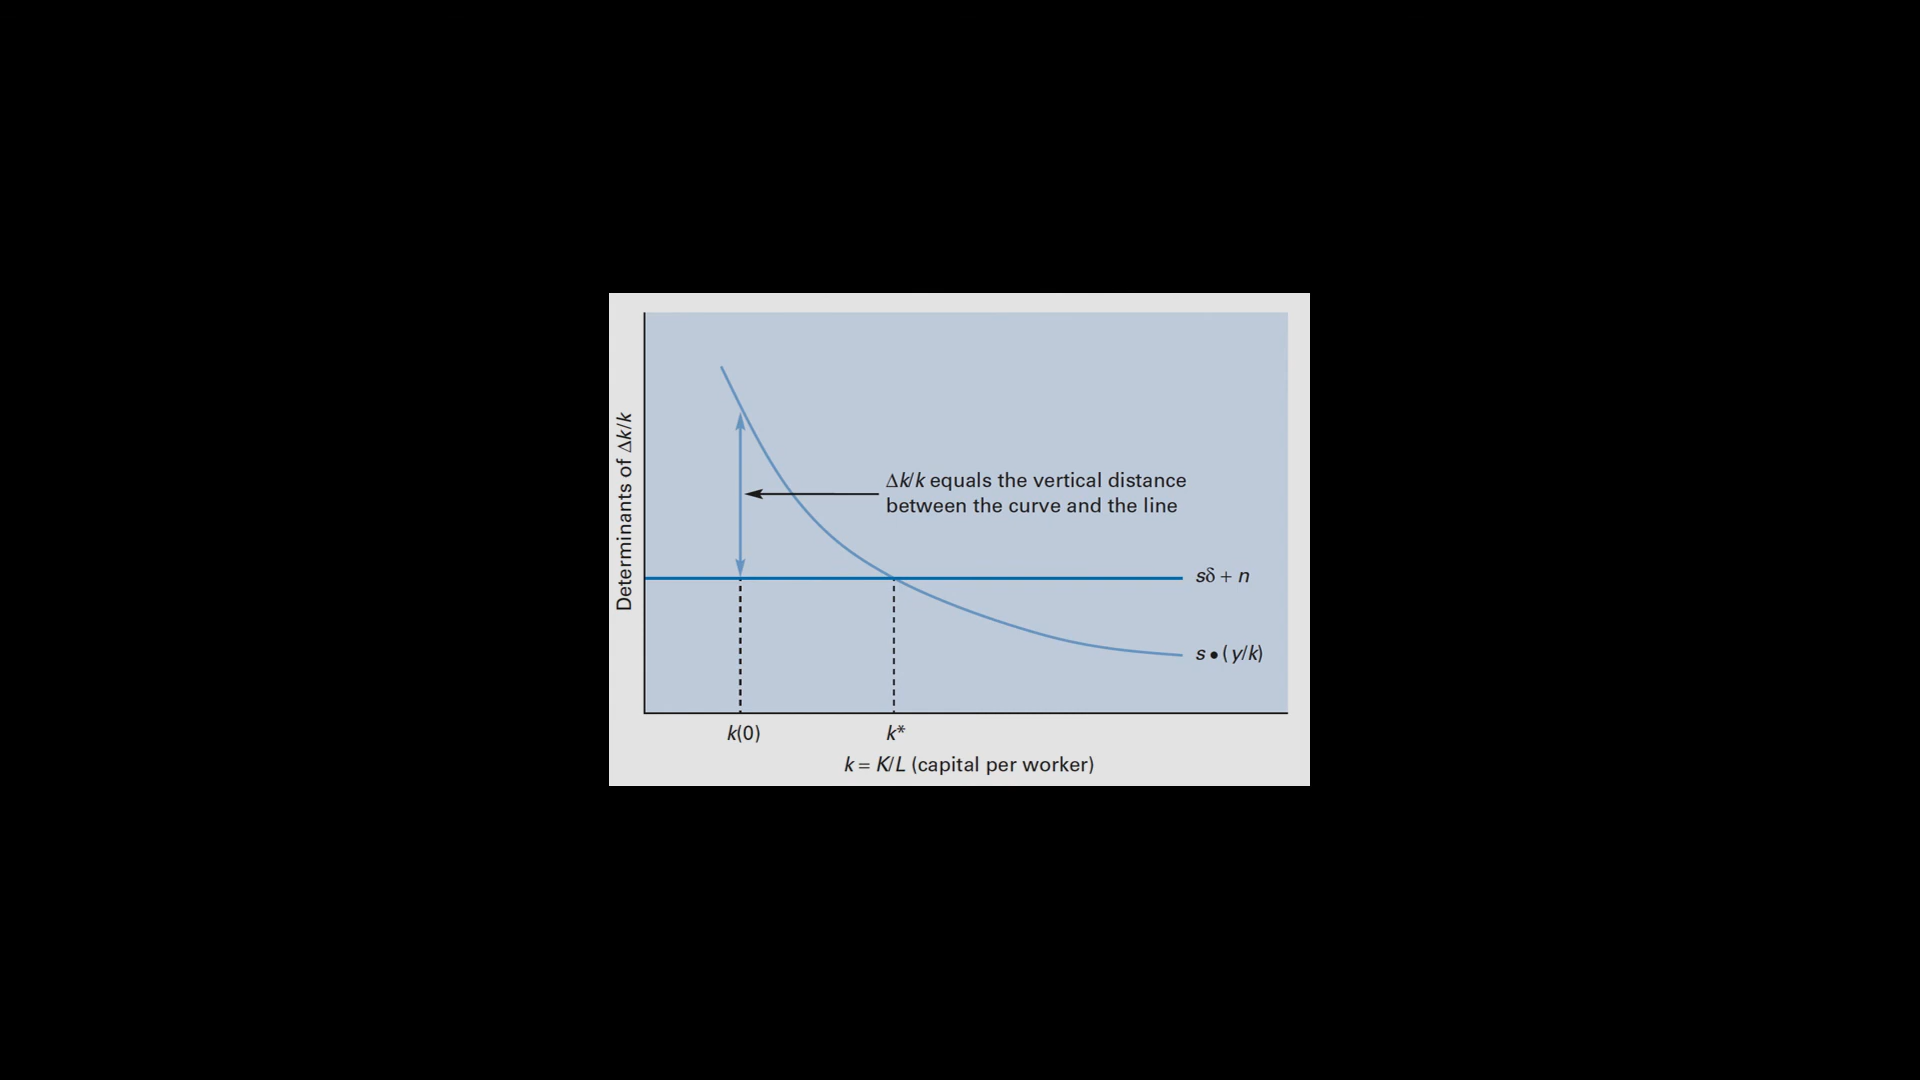 Determinants of Δk/k
Δk/k equals the vertical distance
between the curve and the line
sδ + n
s • (y/k)
k(0)
k*
k = K/L (capital per worker)